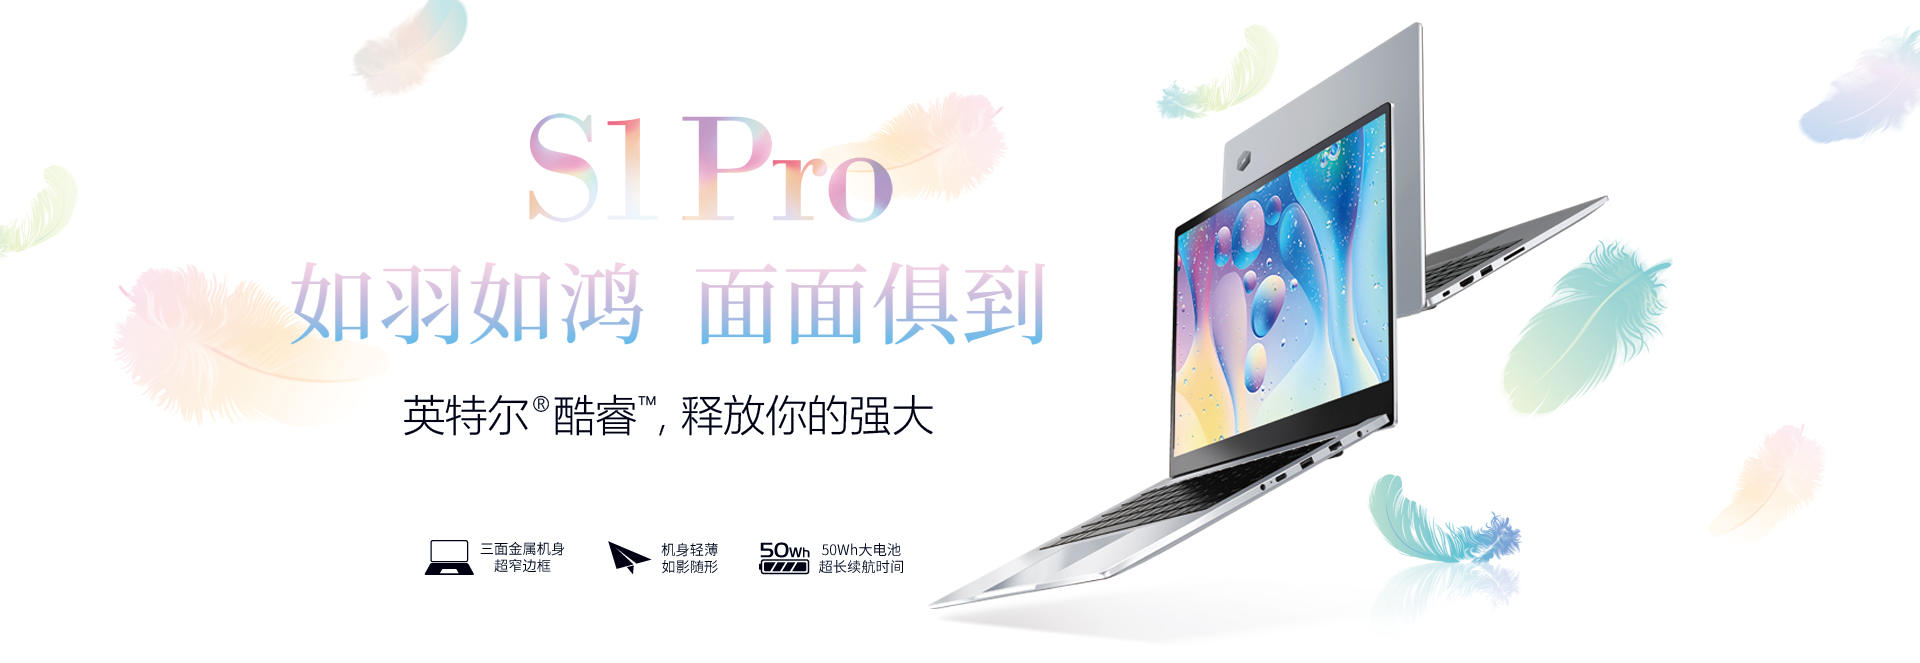 S1 Pro
如羽如鸿 面面俱到
英特尔®酷睿™, 释放你的强大
三面金属机身
超窄边框
机身轻薄
如影随形
50Wh
50Wh大电池
超长续航时间